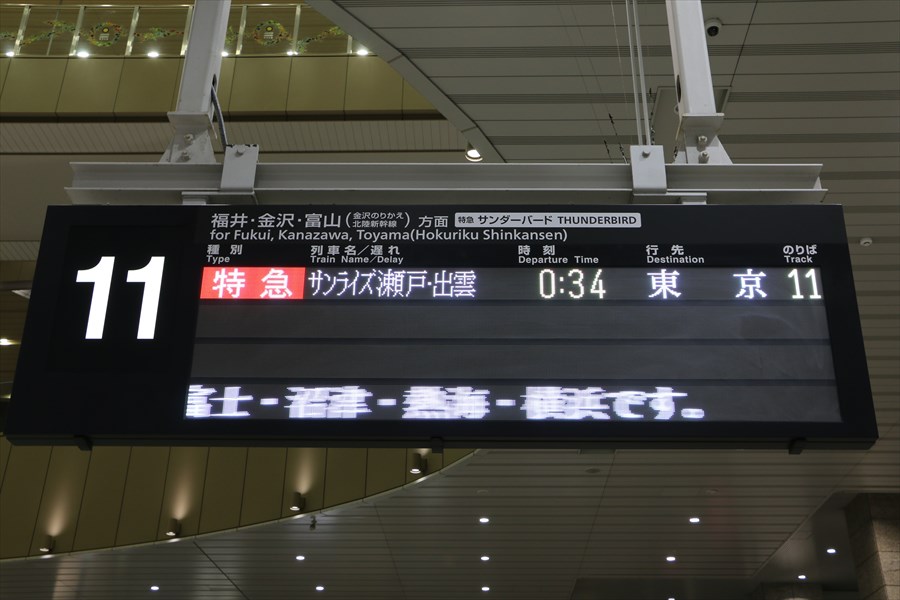 11
福井・金沢・富山(金沢のりかえ 北陸新幹線)方面 特急 サンダーバード THUNDERBIRD
for Fukui, Kanazawa, Toyama(Hokuriku Shinkansen)
種別 列車名/遅れ 時刻 行先 のりば
Type Train Name/Delay Departure Time Destination Track
特急 サンライズ瀬戸・出雲 0:34 東京 11
富士・沼津・熱海・横浜です。